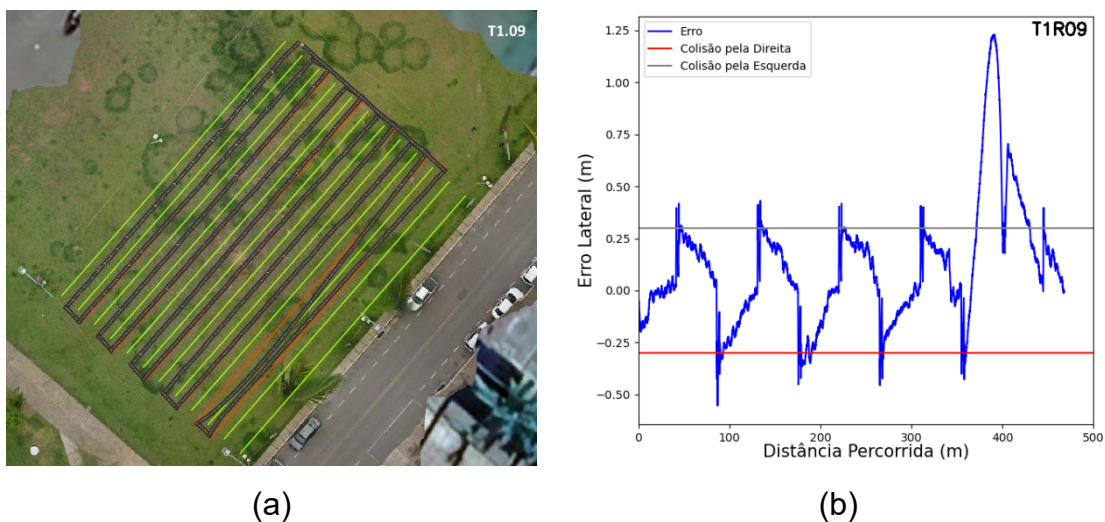 T1.09
T1R09
Erro
Colisão pela Direita
Colisão pela Esquerda
1.25
1.00
0.75
0.50
0.25
0.00
−0.25
−0.50
Erro Lateral (m)
0 100 200 300 400 500
Distância Percorrida (m)
(a) (b)